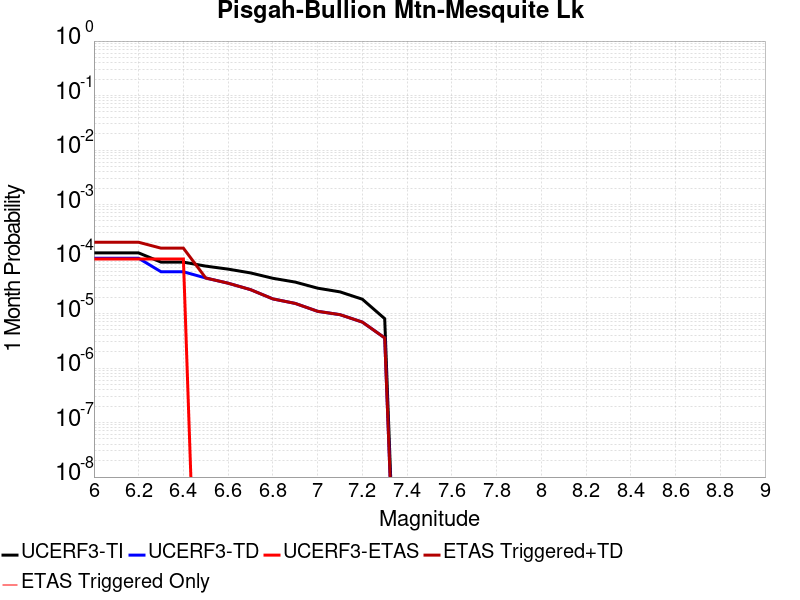 Pisgah-Bullion Mtn-Mesquite Lk
10^0
10^-1
10^-2
10^-3
10^-4
10^-5
10^-6
10^-7
10^-8
1 Month Probability
6 6.2 6.4 6.6 6.8 7 7.2 7.4 7.6 7.8 8 8.2 8.4 8.6 8.8 9
Magnitude
UCERF3-TI UCERF3-TD UCERF3-ETAS ETAS Triggered+TD
ETAS Triggered Only